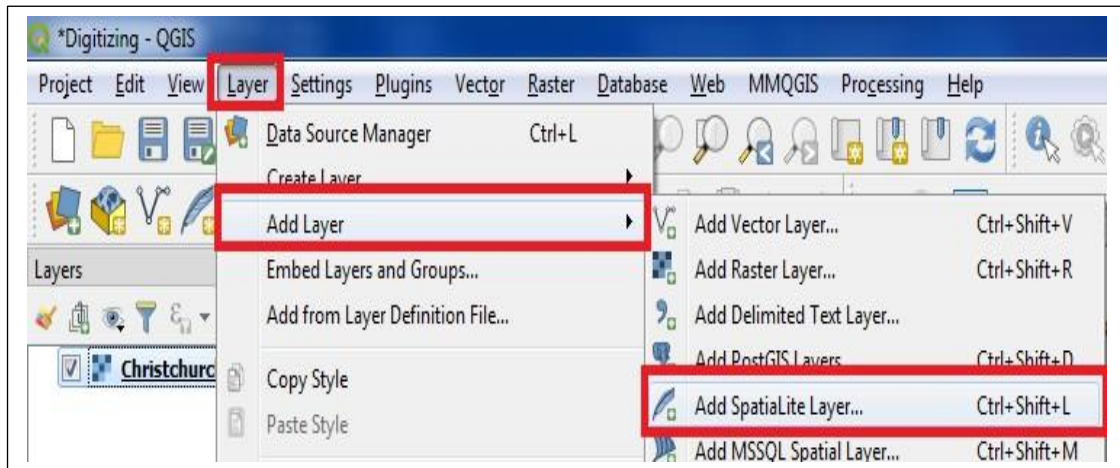 *Digitizing - QGIS
Project Edit View Layer Settings Plugins Vector Raster Database Web MMQGIS Processing Help
Data Source Manager Ctrl+L
Create Layer
Add Layer
Add Vector Layer... Ctrl+Shift+V
Layers
Embed Layers and Groups...
Add Raster Layer... Ctrl+Shift+R
Add from Layer Definition File...
Add Delimited Text Layer...
Add PostGIS Layers Ctrl+Shift+D
Christchurc
Copy Style
Add SpatiaLite Layer... Ctrl+Shift+L
Paste Style
Add MSSQL Spatial Layer... Ctrl+Shift+M